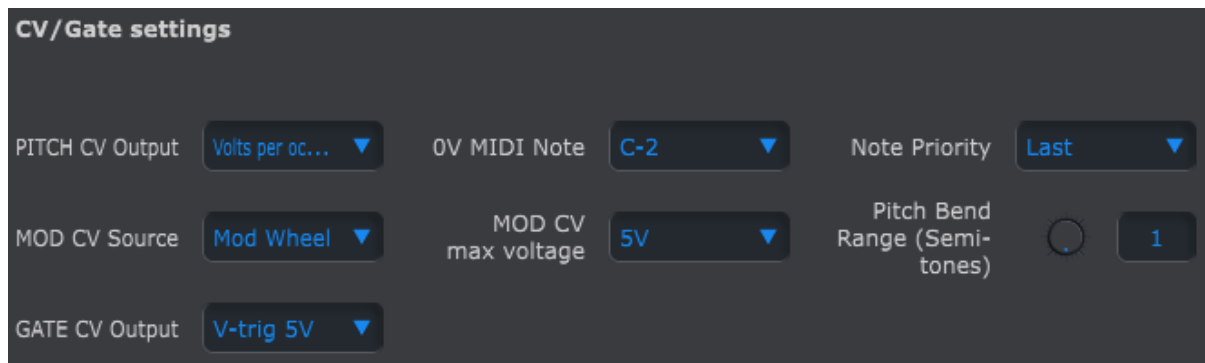 CV/Gate settings
PITCH CV Output Volts per oc... 0V MIDI Note C-2 Note Priority Last
MOD CV Source Mod Wheel MOD CV
max voltage 5V Pitch Bend
Range (Semi-
tones) 1
GATE CV Output V-trig 5V